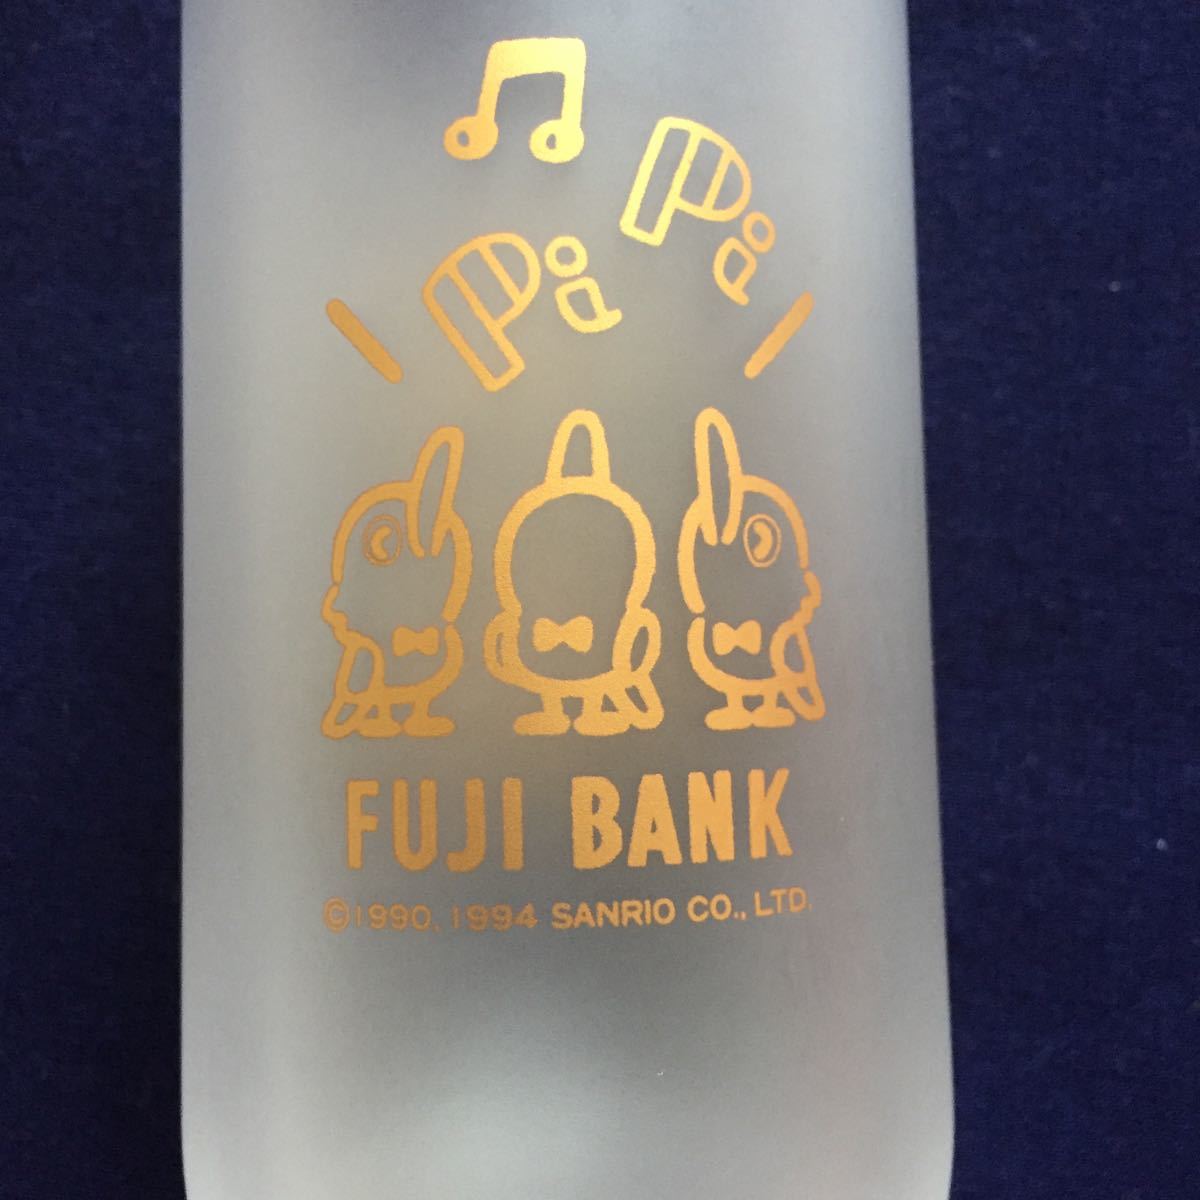 Pi Pi
FUJI BANK
©1990, 1994 SANRIO CO., LTD.